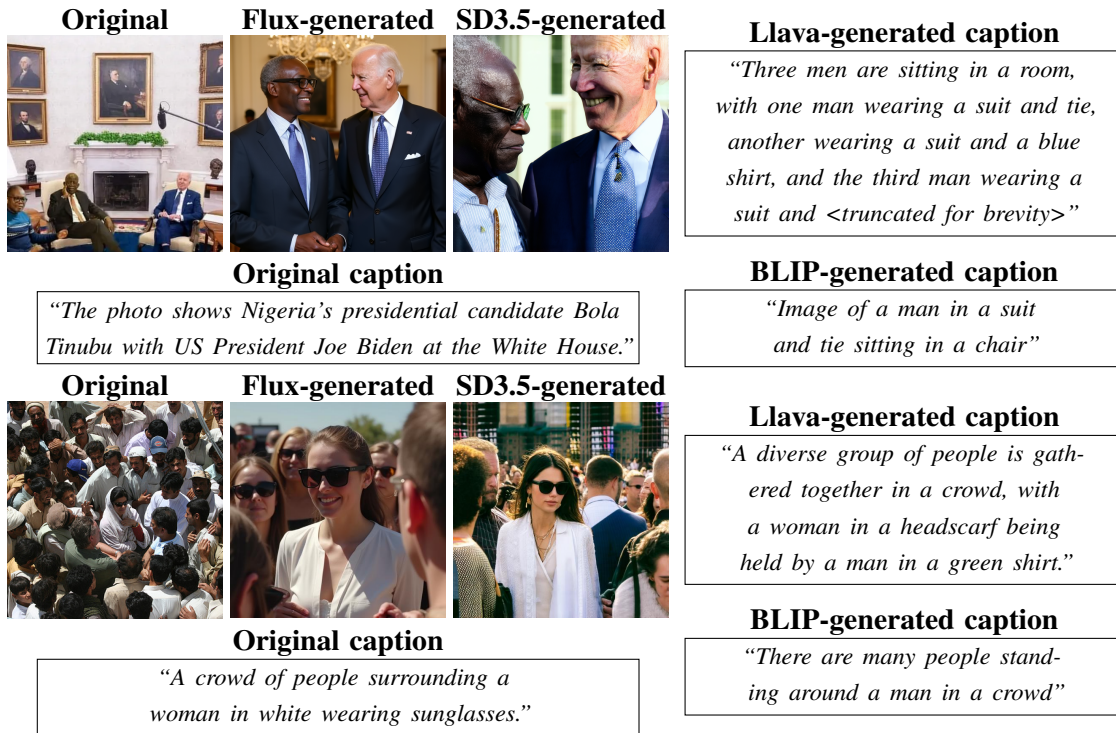 Original
Flux-generated
SD3.5-generated
Original caption
“The photo shows Nigeria’s presidential candidate Bola
Tinubu with US President Joe Biden at the White House.”
Llava-generated caption
“Three men are sitting in a room,
with one man wearing a suit and tie,
another wearing a suit and a blue
shirt, and the third man wearing a
suit and <truncated for brevity>”
BLIP-generated caption
“Image of a man in a suit
and tie sitting in a chair”
Original
Flux-generated
SD3.5-generated
Original caption
“A crowd of people surrounding a
woman in white wearing sunglasses.”
Llava-generated caption
“A diverse group of people is gath-
ered together in a crowd, with
a woman in a headscarf being
held by a man in a green shirt.”
BLIP-generated caption
“There are many people stand-
ing around a man in a crowd”